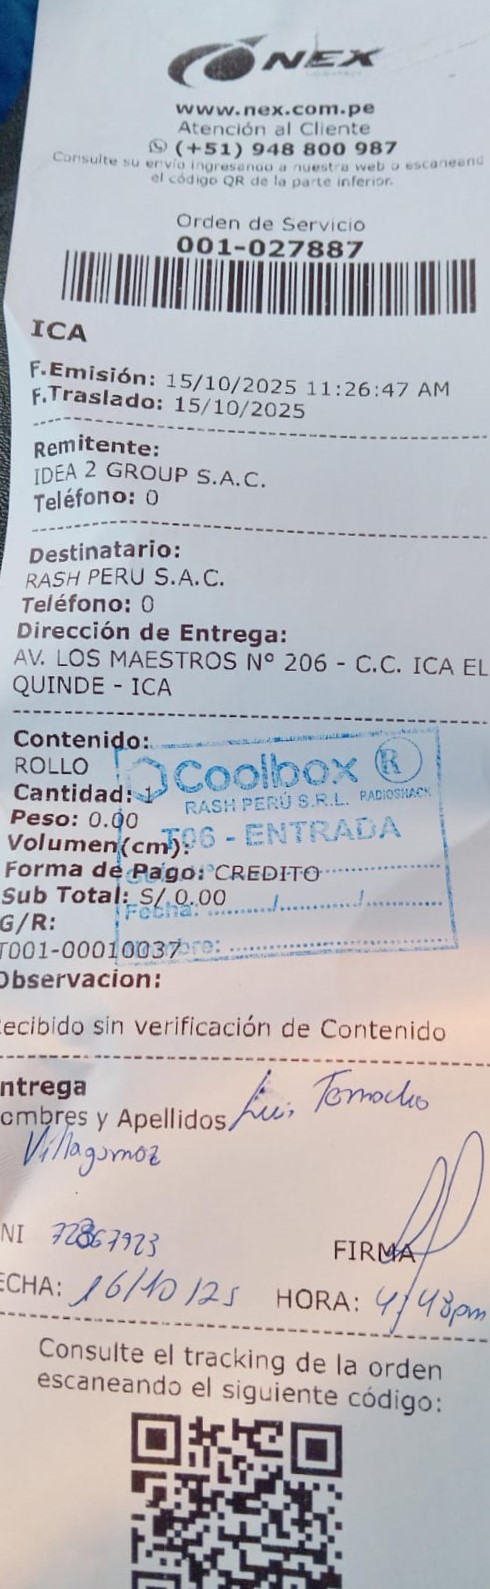 NEX
www.nex.com.pe
Atención al Cliente
(+51) 948 800 987
Consulte su envío ingresando a nuestra web o escaneand
el código QR de la parte inferior.
Orden de Servicio
001-027887
ICA
F.Emisión: 15/10/2025 11:26:47 AM
F.Traslado: 15/10/2025
Remitente:
IDEA 2 GROUP S.A.C.
Teléfono: 0
Destinatario:
RASH PERU S.A.C.
Teléfono: 0
Dirección de Entrega:
AV. LOS MAESTROS Nº 206 - C.C. ICA EL
QUINDE - ICA
Contenido:
ROLLO
Coolbox R
Cantidad: 1
RASH PERÚ S.R.L. RADIOSHACK
Peso: 0.00
T06 - ENTRADA
Volumen(cm):
Forma de Pago: CREDITO
Sub Total: S/ 0.00
Fecha: ........../........../..........
G/R:
T001-00010037
Observacion:
ecibido sin verificación de Contenido
ntrega
ombres y Apellidos Luis Temoche
Villagomez
NI 72867923
FIRMA
ECHA: 16/10/25 HORA: 4/48pm
Consulte el tracking de la orden
escaneando el siguiente código: